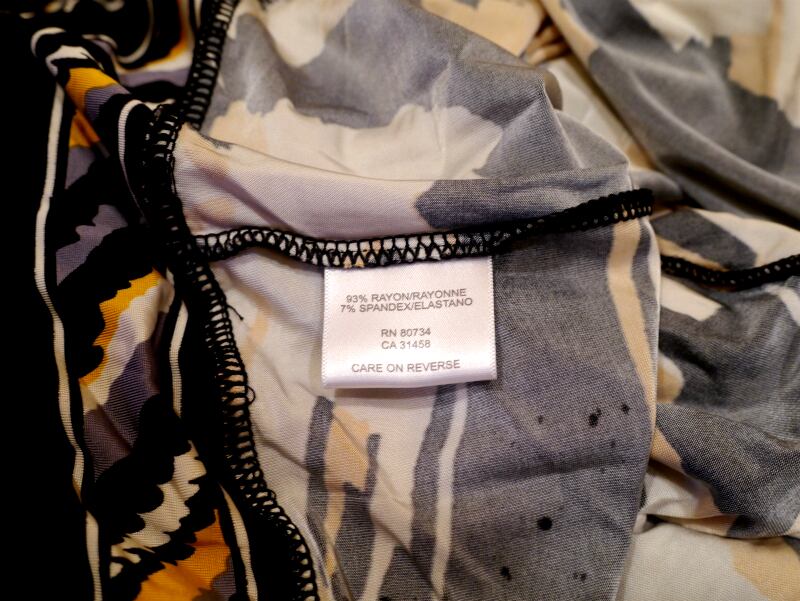 93% RAYON/RAYONNE
7% SPANDEX/ELASTANO
RN 80734
CA 31458
CARE ON REVERSE